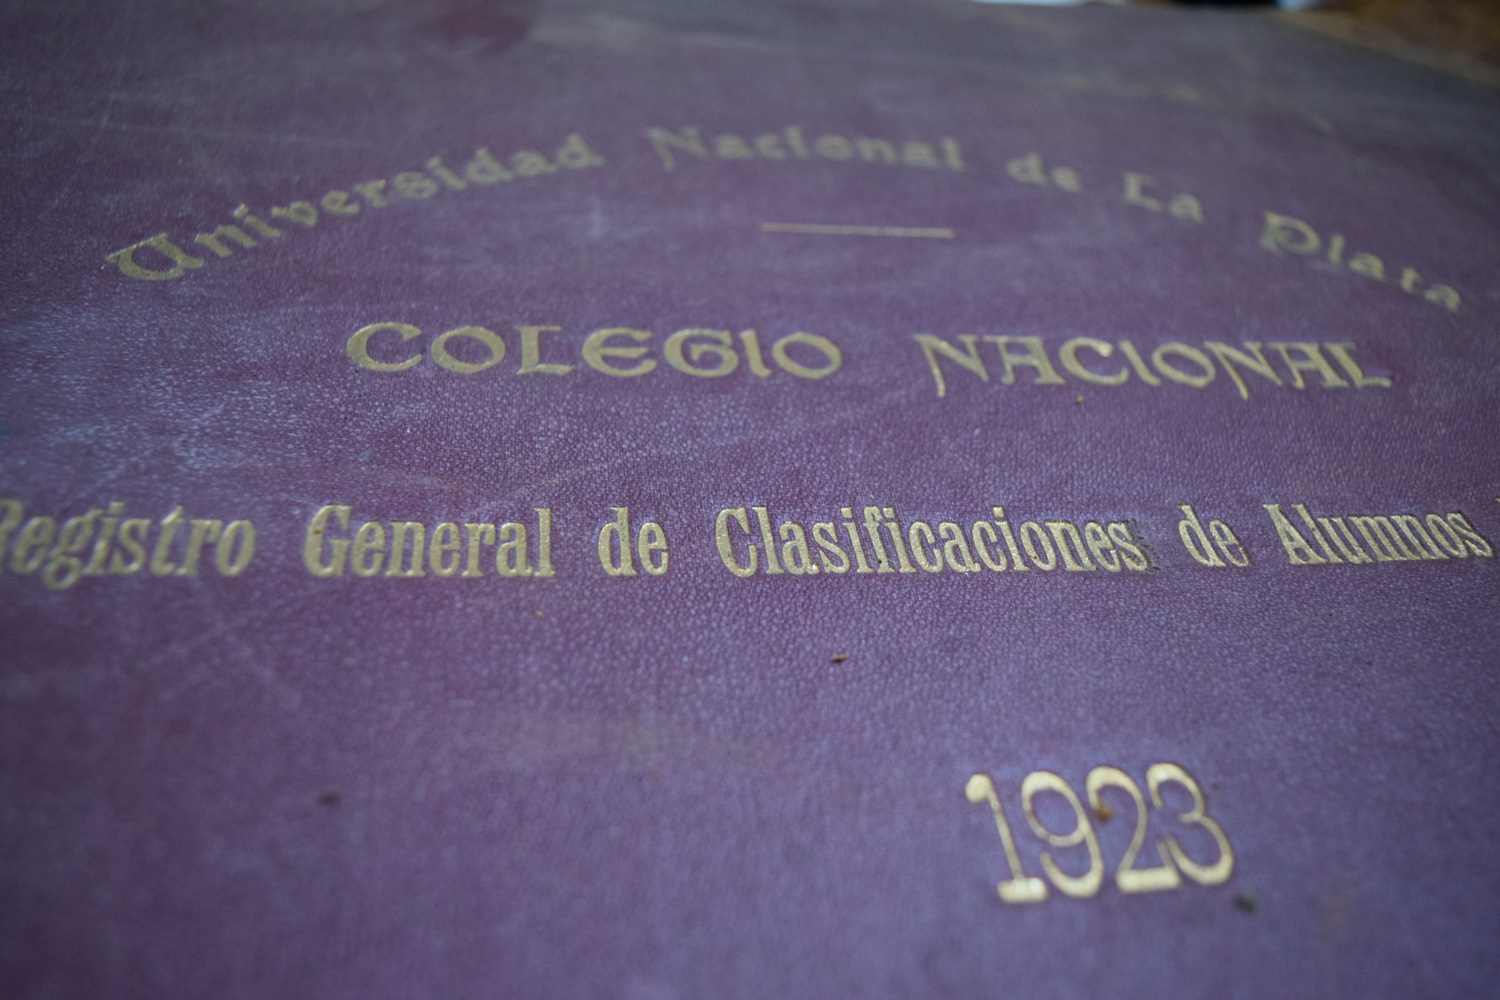 Universidad Nacional de La Plata
COLEGIO NACIONAL
Registro General de Clasificaciones de Alumnos
1923